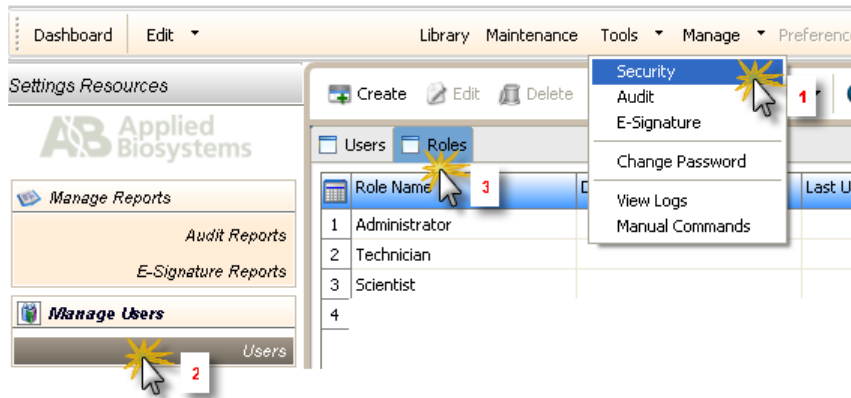 Dashboard Edit Library Maintenance Tools Manage Preferenc
Settings Resources
Create Edit Delete
Security
Audit
E-Signature
Change Password
View Logs
Manual Commands
1
Applied
Biosystems
Users Roles
3
Role Name D Last U
Manage Reports
Audit Reports
E-Signature Reports
1 Administrator
2 Technician
3 Scientist
4
Manage Users
Users
2